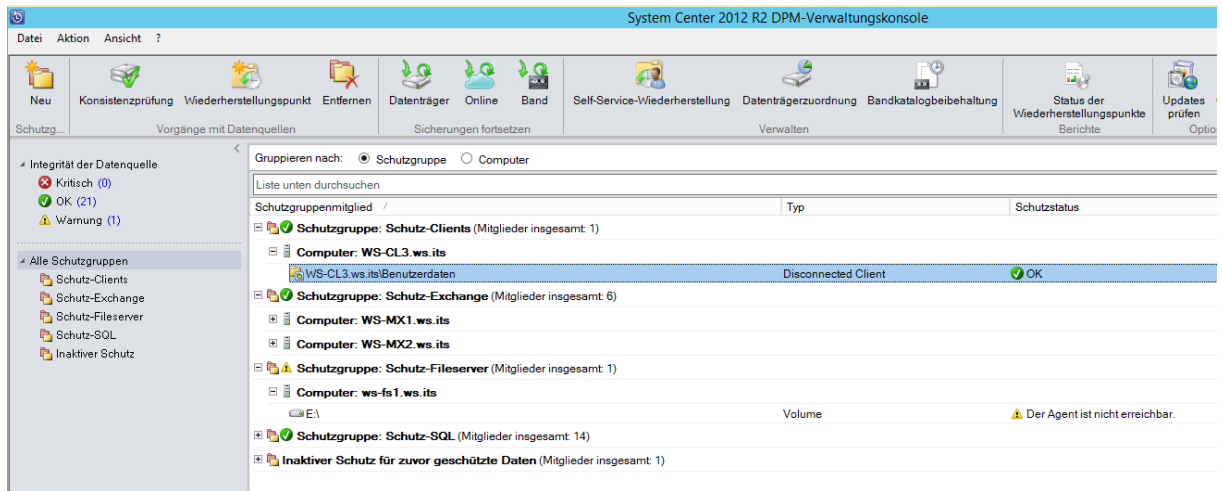 System Center 2012 R2 DPM-Verwaltungskonsole
Datei Aktion Ansicht ?
Neu Konsistenzprüfung Wiederherstellungspunkt Entfernen Datenträger Online Band Self-Service-Wiederherstellung Datenträgerzuordnung Bandkatalogbeibehaltung Status der Wiederherstellungspunkte Updates prüfen
Schutzg... Vorgänge mit Datenquellen Sicherungen fortsetzen Verwalten Berichte Optio
Integrität der Datenquelle
Kritisch (0)
OK (21)
Warnung (1)
Alle Schutzgruppen
Schutz-Clients
Schutz-Exchange
Schutz-Fileserver
Schutz-SQL
Inaktiver Schutz
Gruppieren nach: Schutzgruppe Computer
Liste unten durchsuchen
Schutzgruppenmitglied Typ Schutzstatus
Schutzgruppe: Schutz-Clients (Mitglieder insgesamt: 1)
Computer: WS-CL3.ws.its
WS-CL3.ws.its\Benutzerdaten Disconnected Client OK
Schutzgruppe: Schutz-Exchange (Mitglieder insgesamt: 6)
Computer: WS-MX1.ws.its
Computer: WS-MX2.ws.its
Schutzgruppe: Schutz-Fileserver (Mitglieder insgesamt: 1)
Computer: ws-fs1.ws.its
E:\ Volume Der Agent ist nicht erreichbar.
Schutzgruppe: Schutz-SQL (Mitglieder insgesamt: 14)
Inaktiver Schutz für zuvor geschützte Daten (Mitglieder insgesamt: 1)